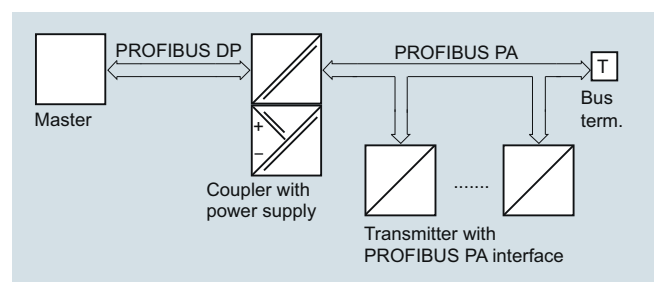 PROFIBUS DP
PROFIBUS PA
T
Master
+
–
Bus
term.
Coupler with
power supply
.......
Transmitter with
PROFIBUS PA interface